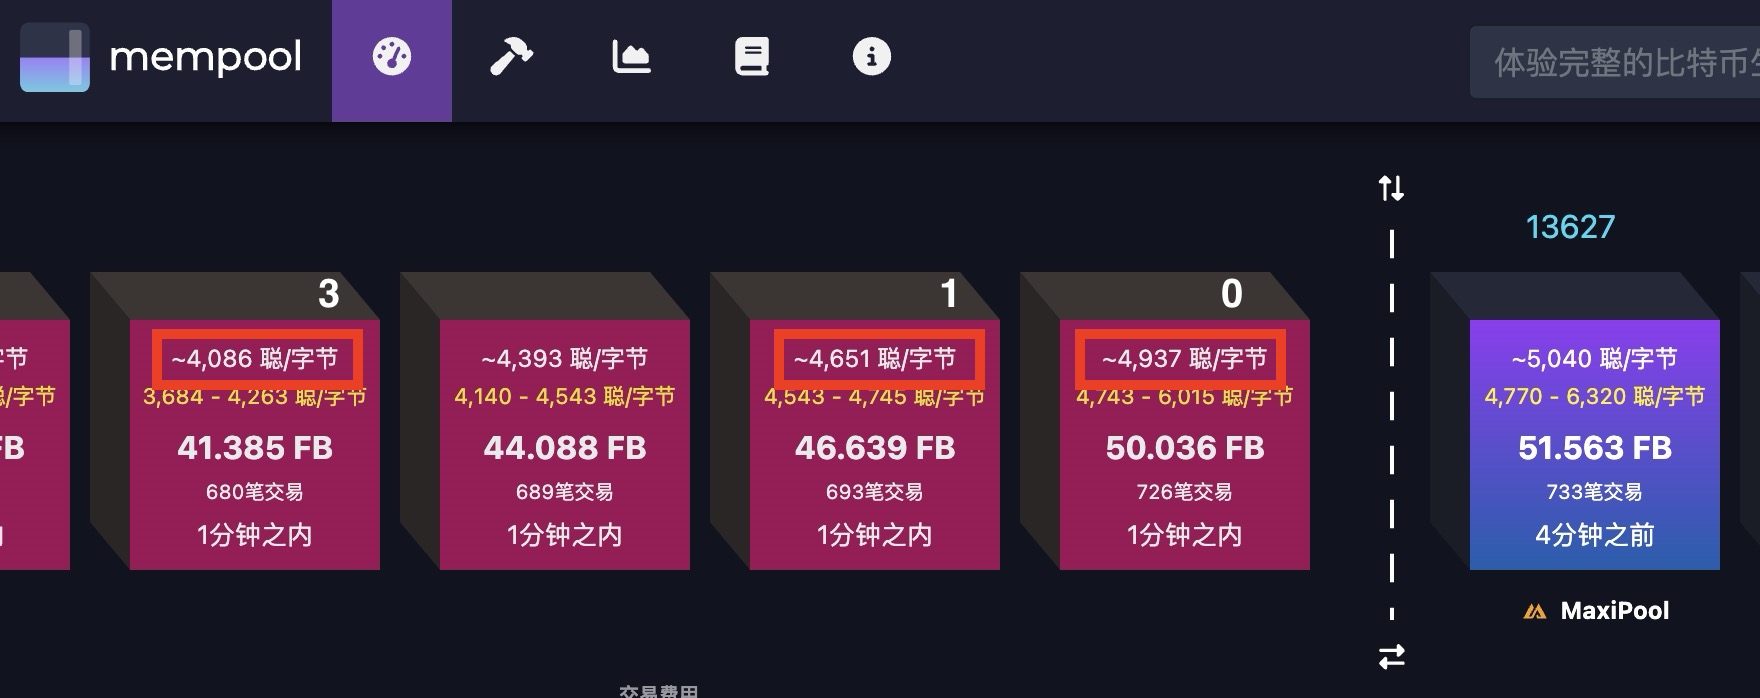 mempool
体验完整的比特币
13627
3
1
0
字节
~4,086 聪/字节
~4,393 聪/字节
~4,651 聪/字节
~4,937 聪/字节
~5,040 聪/字节
/字节
3,684 - 4,263 聪/字节
4,140 - 4,543 聪/字节
4,543 - 4,745 聪/字节
4,743 - 6,015 聪/字节
4,770 - 6,320 聪/字节
FB
41.385 FB
44.088 FB
46.639 FB
50.036 FB
51.563 FB
680笔交易
689笔交易
693笔交易
726笔交易
733笔交易
1分钟之内
1分钟之内
1分钟之内
1分钟之内
4分钟之前
MaxiPool
交易费用